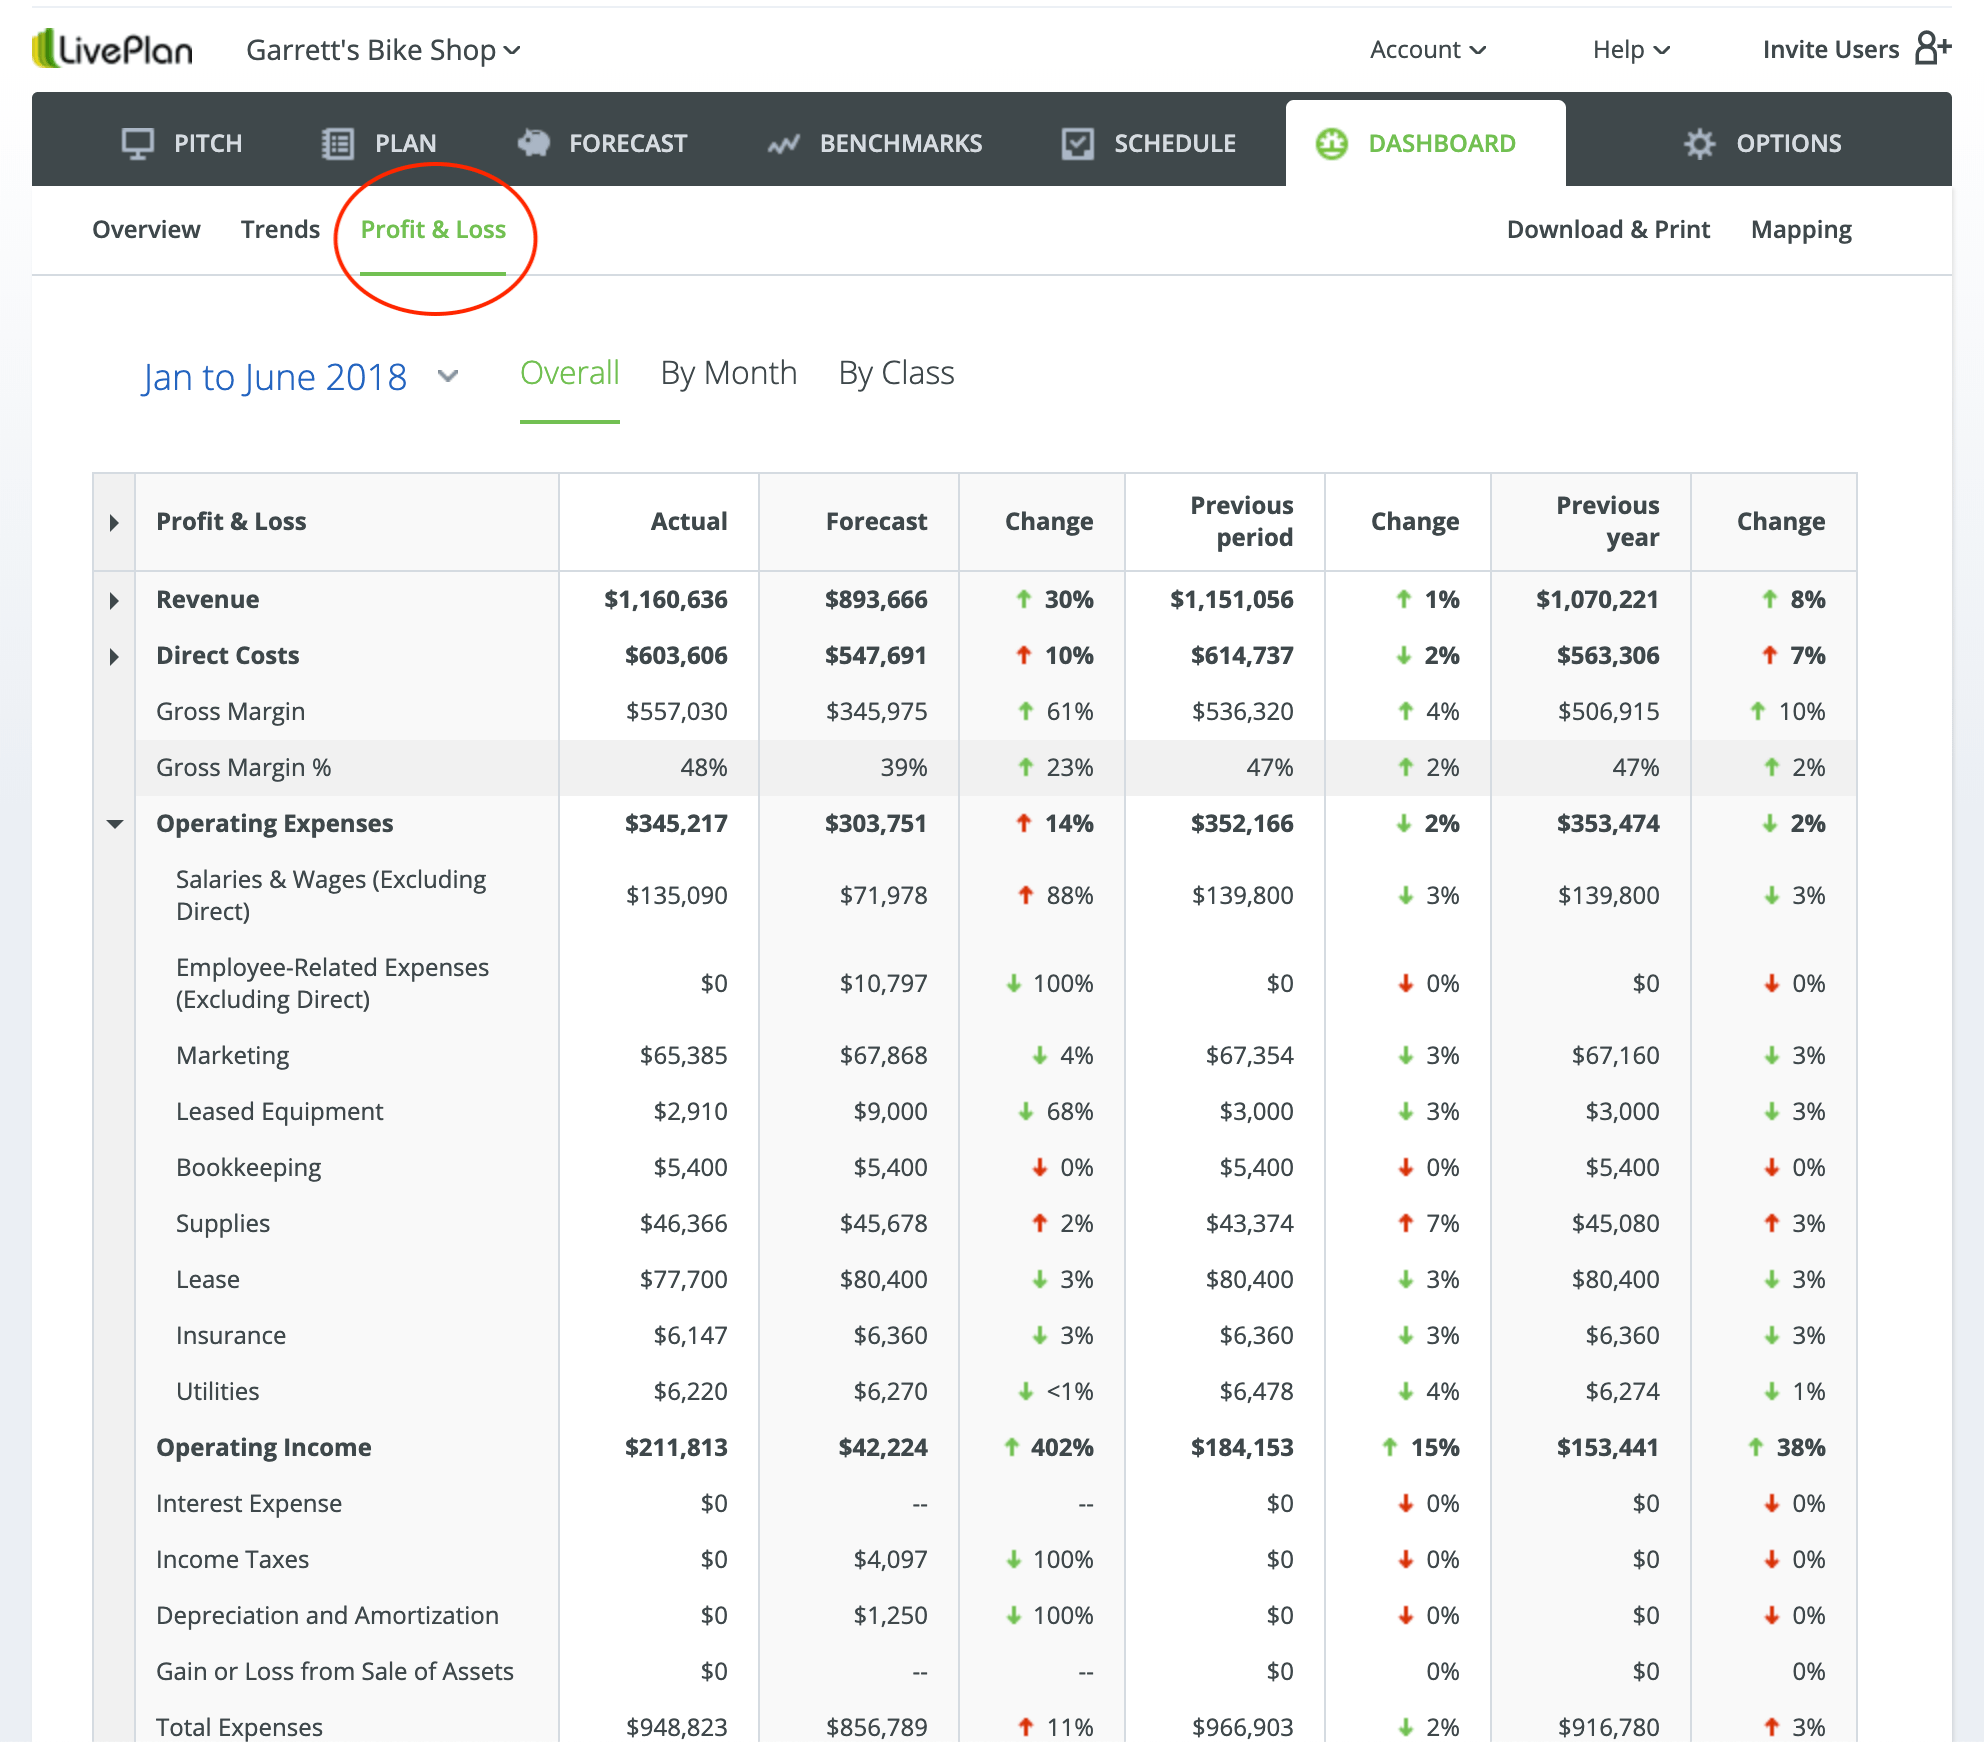 LivePlan Garrett's Bike Shop Account Help Invite Users
PITCH PLAN FORECAST BENCHMARKS SCHEDULE DASHBOARD OPTIONS
Overview Trends Profit & Loss Download & Print Mapping
Jan to June 2018 Overall By Month By Class
Profit & Loss Actual Forecast Change Previous period Change Previous year Change
Revenue $1,160,636 $893,666 30% $1,151,056 1% $1,070,221 8%
Direct Costs $603,606 $547,691 10% $614,737 2% $563,306 7%
Gross Margin $557,030 $345,975 61% $536,320 4% $506,915 10%
Gross Margin % 48% 39% 23% 47% 2% 47% 2%
Operating Expenses $345,217 $303,751 14% $352,166 2% $353,474 2%
Salaries & Wages (Excluding
Direct) $135,090 $71,978 88% $139,800 3% $139,800 3%
Employee-Related Expenses
(Excluding Direct) $0 $10,797 100% $0 0% $0 0%
Marketing $65,385 $67,868 4% $67,354 3% $67,160 3%
Leased Equipment $2,910 $9,000 68% $3,000 3% $3,000 3%
Bookkeeping $5,400 $5,400 0% $5,400 0% $5,400 0%
Supplies $46,366 $45,678 2% $43,374 7% $45,080 3%
Lease $77,700 $80,400 3% $80,400 3% $80,400 3%
Insurance $6,147 $6,360 3% $6,360 3% $6,360 3%
Utilities $6,220 $6,270 <1% $6,478 4% $6,274 1%
Operating Income $211,813 $42,224 402% $184,153 15% $153,441 38%
Interest Expense $0 -- -- $0 0% $0 0%
Income Taxes $0 $4,097 100% $0 0% $0 0%
Depreciation and Amortization $0 $1,250 100% $0 0% $0 0%
Gain or Loss from Sale of Assets $0 -- -- $0 0% $0 0%
Total Expenses $948,823 $856,789 11% $966,903 2% $916,780 3%